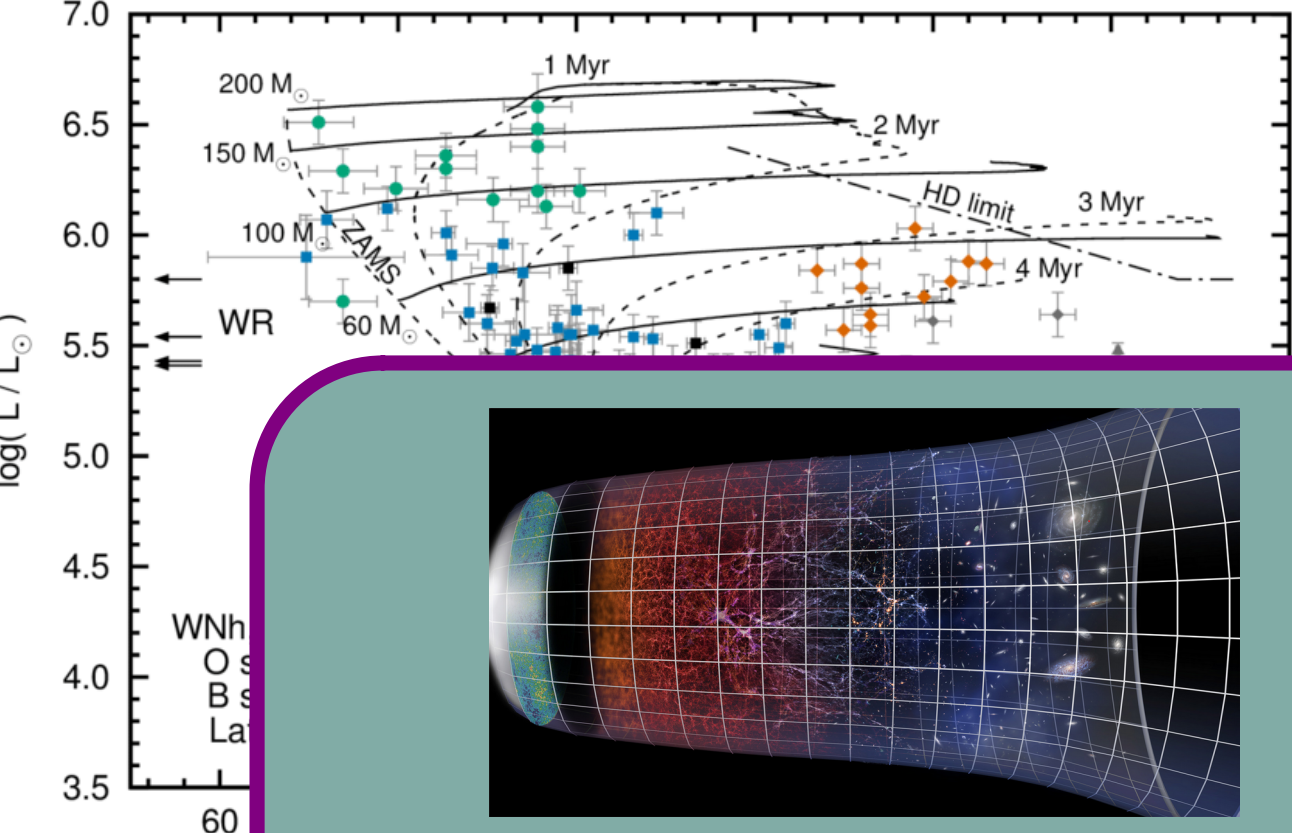 7.0
1 Myr
200 M⊙
6.5
2 Myr
150 M⊙
HD limit
3 Myr
6.0
100 M⊙
ZAMS
4 Myr
WR
60 M⊙
5.5
log( L / L⊙)
5.0
4.5
WNh
O
4.0
B
3.5
60